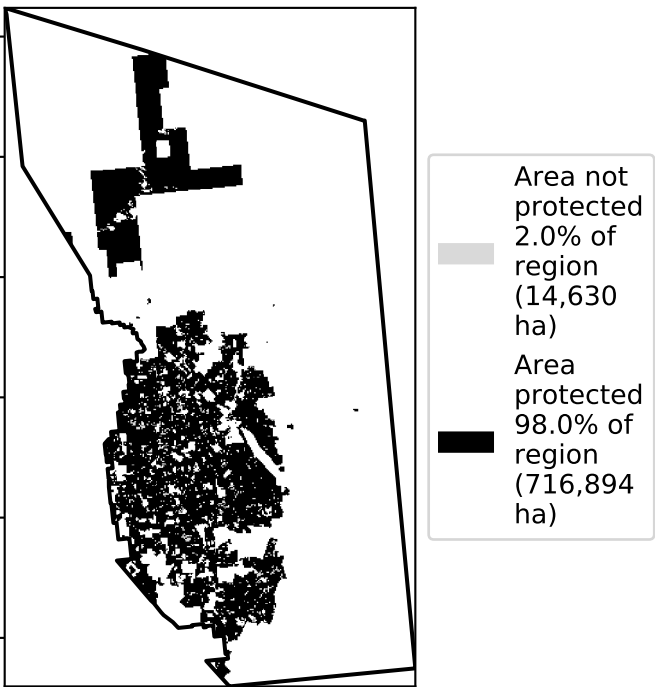 Area not
protected
2.0% of
region
(14,630
ha)
Area
protected
98.0% of
region
(716,894
ha)